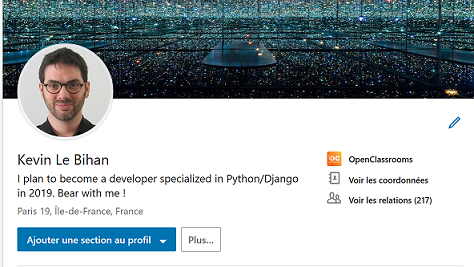 Kevin Le Bihan
I plan to become a developer specialized in Python/Django
in 2019. Bear with me !
Paris 19, Île-de-France, France
Ajouter une section au profil
Plus...
OpenClassrooms
Voir les coordonnées
Voir les relations (217)